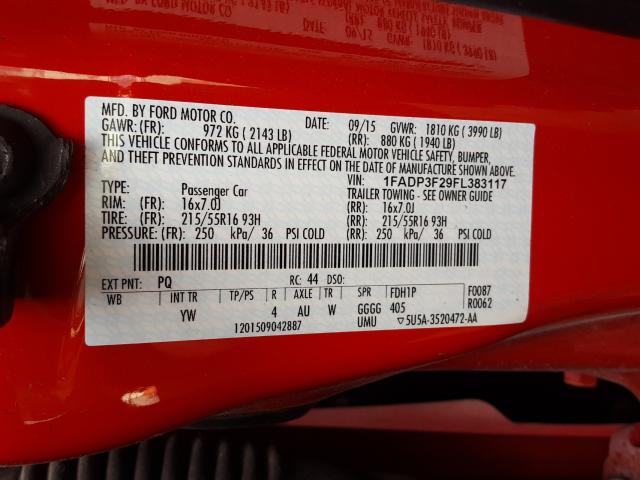 MFD. BY FORD MOTOR CO.
DATE: 09/15 GVWR: 1810 KG ( 3990 LB)
GAWR: (FR): 972 KG ( 2143 LB) (RR): 880 KG ( 1940 LB)
THIS VEHICLE CONFORMS TO ALL APPLICABLE FEDERAL MOTOR VEHICLE SAFETY, BUMPER,
AND THEFT PREVENTION STANDARDS IN EFFECT ON THE DATE OF MANUFACTURE SHOWN ABOVE.
VIN: 1FADP3F29FL383117
TYPE: Passenger Car TRAILER TOWING - SEE OWNER GUIDE
RIM: (FR): 16x7.0J (RR): 16x7.0J
TIRE: (FR): 215/55R16 93H (RR): 215/55R16 93H
PRESSURE: (FR): 250 kPa/ 36 PSI COLD (RR): 250 kPa/ 36 PSI COLD
EXT PNT: PQ RC: 44 DSO:
WB INT TR TP/PS R AXLE TR SPR FDH1P F0087
YW 4 AU W GGGG 405 R0062
1201509042887 UMU ▽5U5A-3520472-AA